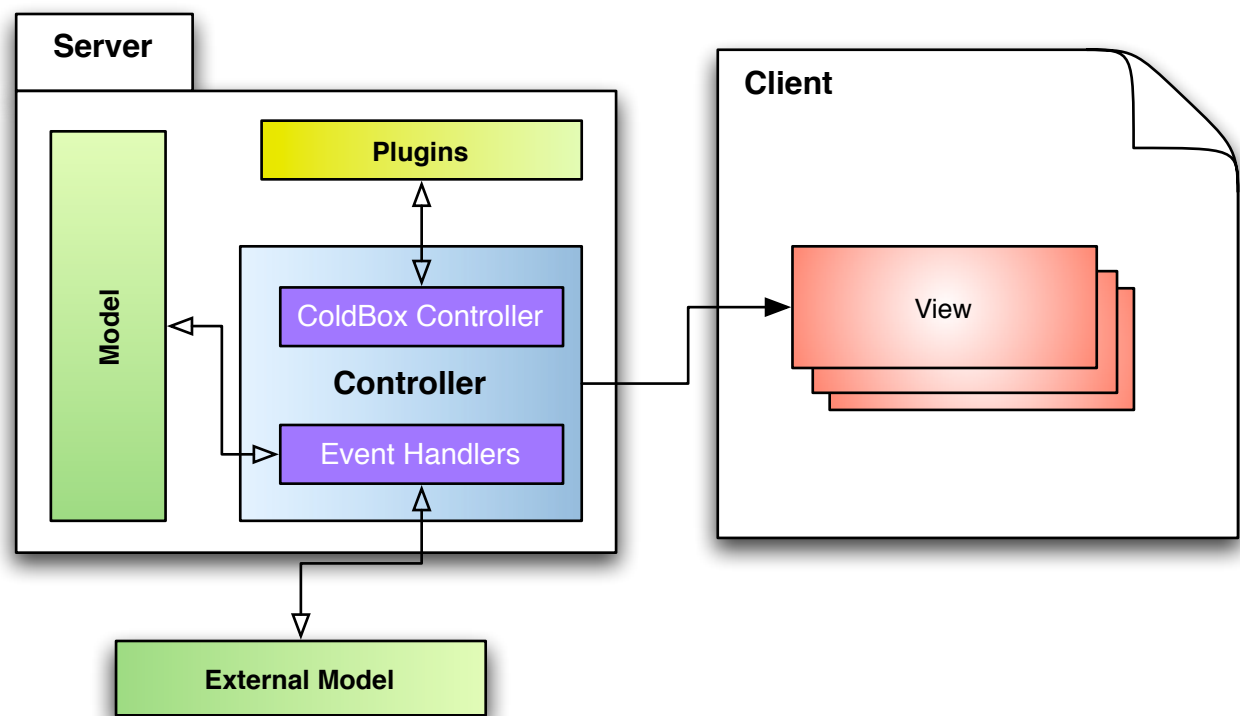 Server
Client
Plugins
Model
ColdBox Controller
View
Controller
Event Handlers
External Model